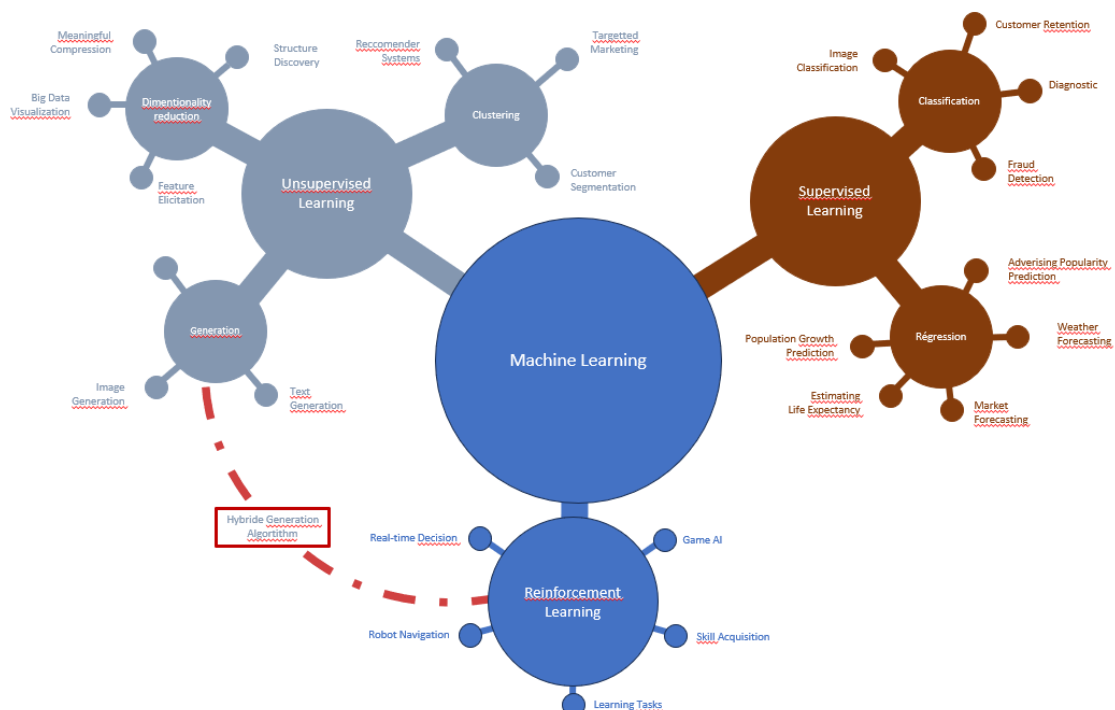 Meaningful
Compression
Structure
Discovery
Big Data
Visualization
Dimentionality
reduction
Feature
Elicitation
Reccomender
Systems
Targetted
Marketing
Clustering
Customer
Segmentation
Unsupervised
Learning
Generation
Image
Generation
Text
Generation
Customer Retention
Image
Classification
Classification
Diagnostic
Fraud
Detection
Supervised
Learning
Adverising Popularity
Prediction
Population Growth
Prediction
Régression
Weather
Forecasting
Estimating
Life Expectancy
Market
Forecasting
Machine Learning
Hybride Generation
Algortithm
Real-time Decision
Game AI
Reinforcement
Learning
Robot Navigation
Skill Acquisition
Learning Tasks